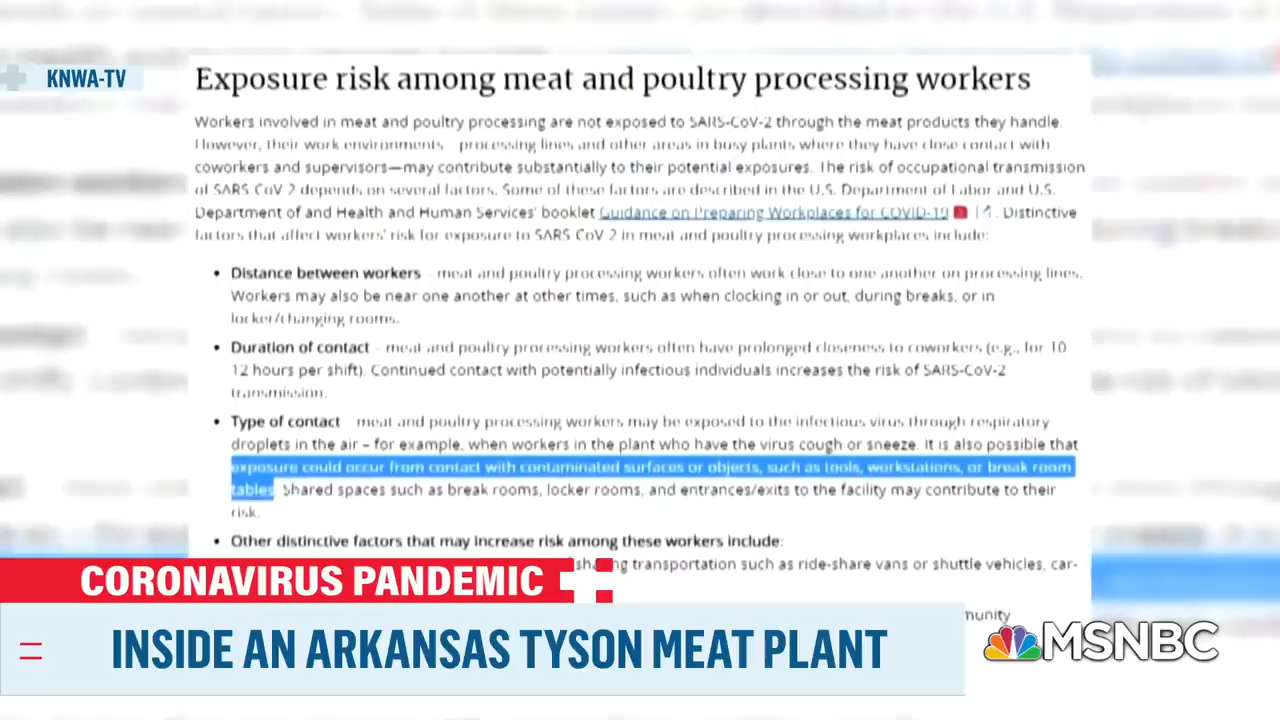 KNWA-TV
Exposure risk among meat and poultry processing workers
Workers involved in meat and poultry processing are not exposed to SARS-CoV-2 through the meat products they handle.
However, their work environments—processing lines and other areas in busy plants where they have close contact with
coworkers and supervisors—may contribute substantially to their potential exposures. The risk of occupational transmission
of SARS-CoV-2 depends on several factors. Some of these factors are described in the U.S. Department of Labor and U.S.
Department of and Health and Human Services' booklet Guidance on Preparing Workplaces for COVID-19. Distinctive
factors that affect workers' risk for exposure to SARS-CoV-2 in meat and poultry processing workplaces include:
• Distance between workers – meat and poultry processing workers often work close to one another on processing lines.
Workers may also be near one another at other times, such as when clocking in or out, during breaks, or in
locker/changing rooms.
• Duration of contact – meat and poultry processing workers often have prolonged closeness to coworkers (e.g., for 10-
12 hours per shift). Continued contact with potentially infectious individuals increases the risk of SARS-CoV-2
transmission.
• Type of contact – meat and poultry processing workers may be exposed to the infectious virus through respiratory
droplets in the air – for example, when workers in the plant who have the virus cough or sneeze. It is also possible that
exposure could occur from contact with contaminated surfaces or objects, such as tools, workstations, or break room
tables. Shared spaces such as break rooms, locker rooms, and entrances/exits to the facility may contribute to their
risk.
• Other distinctive factors that may increase risk among these workers include:
transportation such as ride-share vans or shuttle vehicles, car-
CORONAVIRUS PANDEMIC
INSIDE AN ARKANSAS TYSON MEAT PLANT
MSNBC